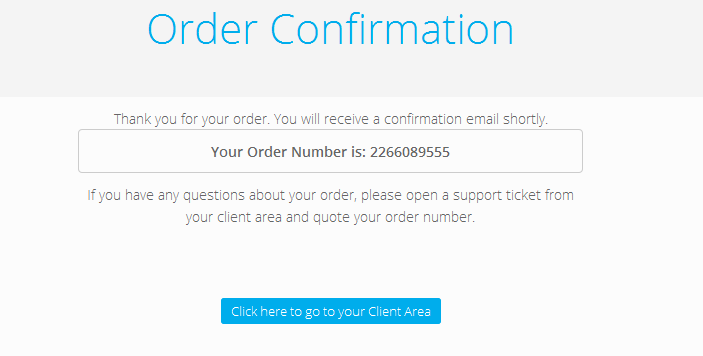 Order Confirmation
Thank you for your order. You will receive a confirmation email shortly.
Your Order Number is: 2266089555
If you have any questions about your order, please open a support ticket from
your client area and quote your order number.
Click here to go to your Client Area